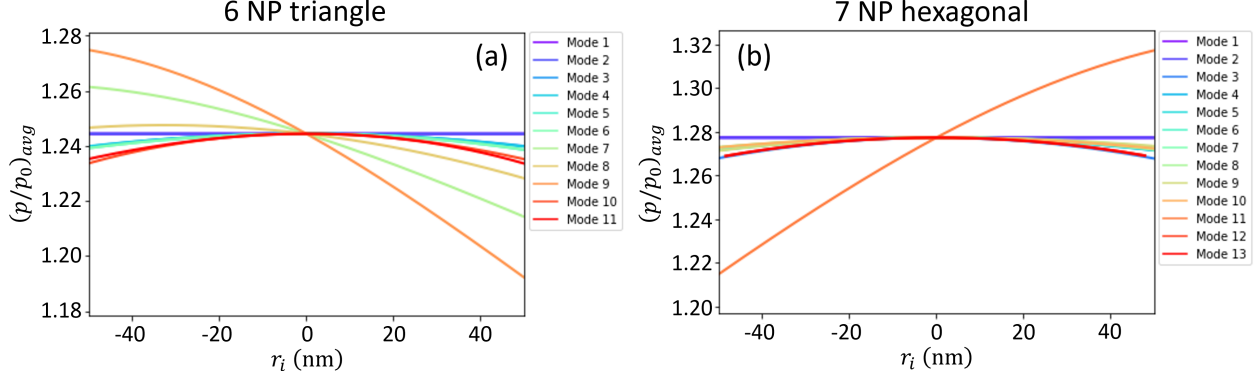 6 NP triangle
(a)
1.28
1.26
1.24
1.22
1.20
1.18
(p/p₀)avg
-40 -20 0 20 40
rᵢ (nm)
Mode 1
Mode 2
Mode 3
Mode 4
Mode 5
Mode 6
Mode 7
Mode 8
Mode 9
Mode 10
Mode 11
7 NP hexagonal
(b)
1.32
1.30
1.28
1.26
1.24
1.22
1.20
(p/p₀)avg
-40 -20 0 20 40
rᵢ (nm)
Mode 1
Mode 2
Mode 3
Mode 4
Mode 5
Mode 6
Mode 7
Mode 8
Mode 9
Mode 10
Mode 11
Mode 12
Mode 13